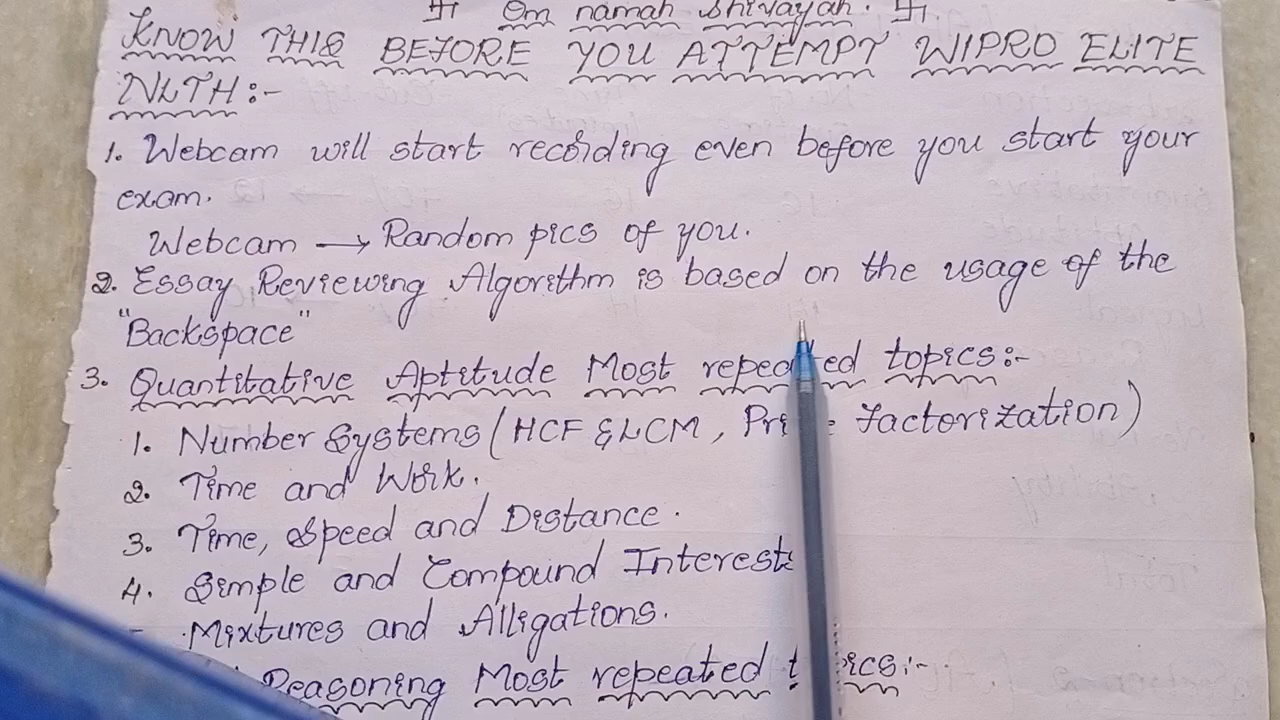 卐 Om namah Shivayah. 卐.
KNOW THIS BEFORE YOU ATTEMPT WIPRO ELITE
NLTH:-
1. Webcam will start recording even before you start your
exam.
Webcam → Random pics of you.
2. Essay Reviewing Algorithm is based on the usage of the
"Backspace"
3. Quantitative Aptitude Most repeated topics:-
1. Number Systems (HCF & LCM, Factorization)
2. Time and Work.
3. Time, Speed and Distance.
4. Simple and Compound Interest
Mixtures and Alligations.
Reasoning Most repeated topics:-